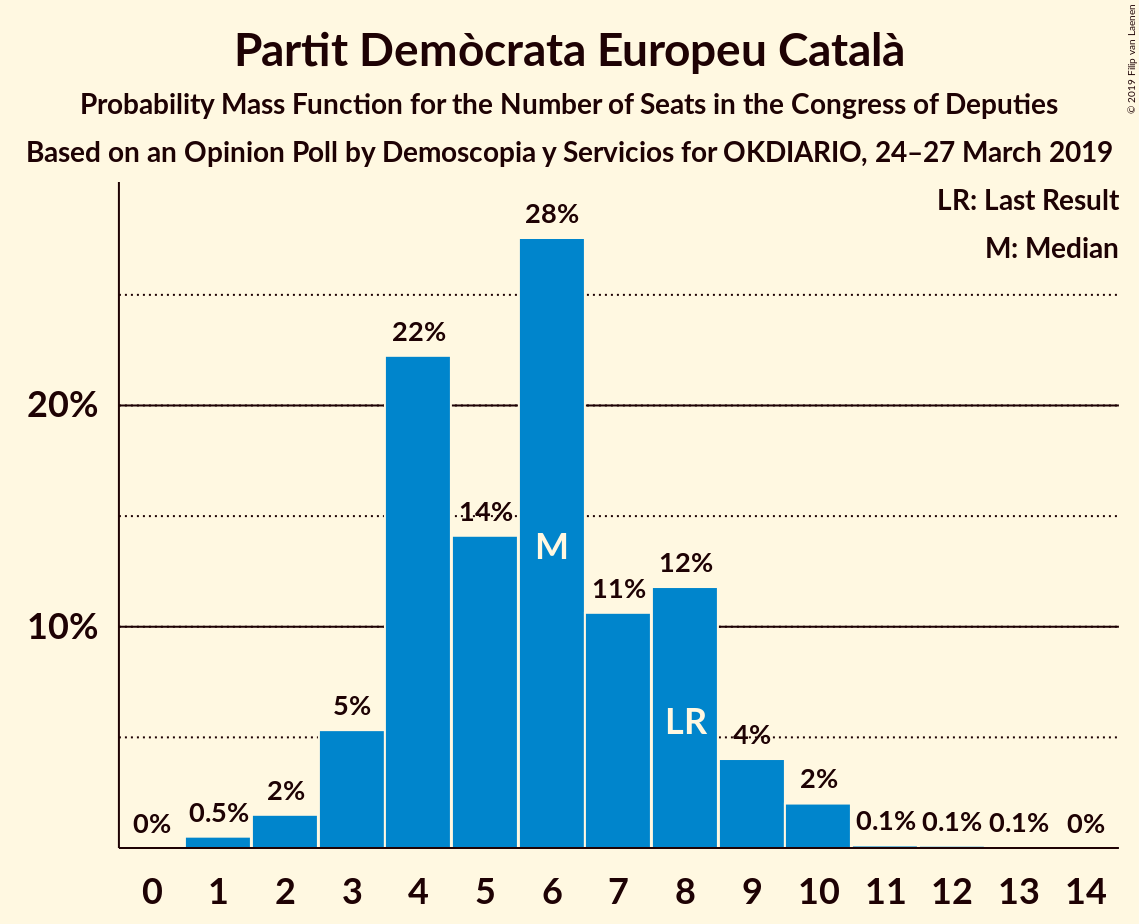 Partit Demòcrata Europeu Català
Probability Mass Function for the Number of Seats in the Congress of Deputies
Based on an Opinion Poll by Demoscopia y Servicios for OKDIARIO, 24–27 March 2019
© 2019 Filip van Laenen
LR: Last Result
M: Median
20%
10%
0%
0.5%
2%
5%
22%
14%
28%
11%
12%
4%
2%
0.1%
0.1%
0.1%
0%
M
LR
0 1 2 3 4 5 6 7 8 9 10 11 12 13 14